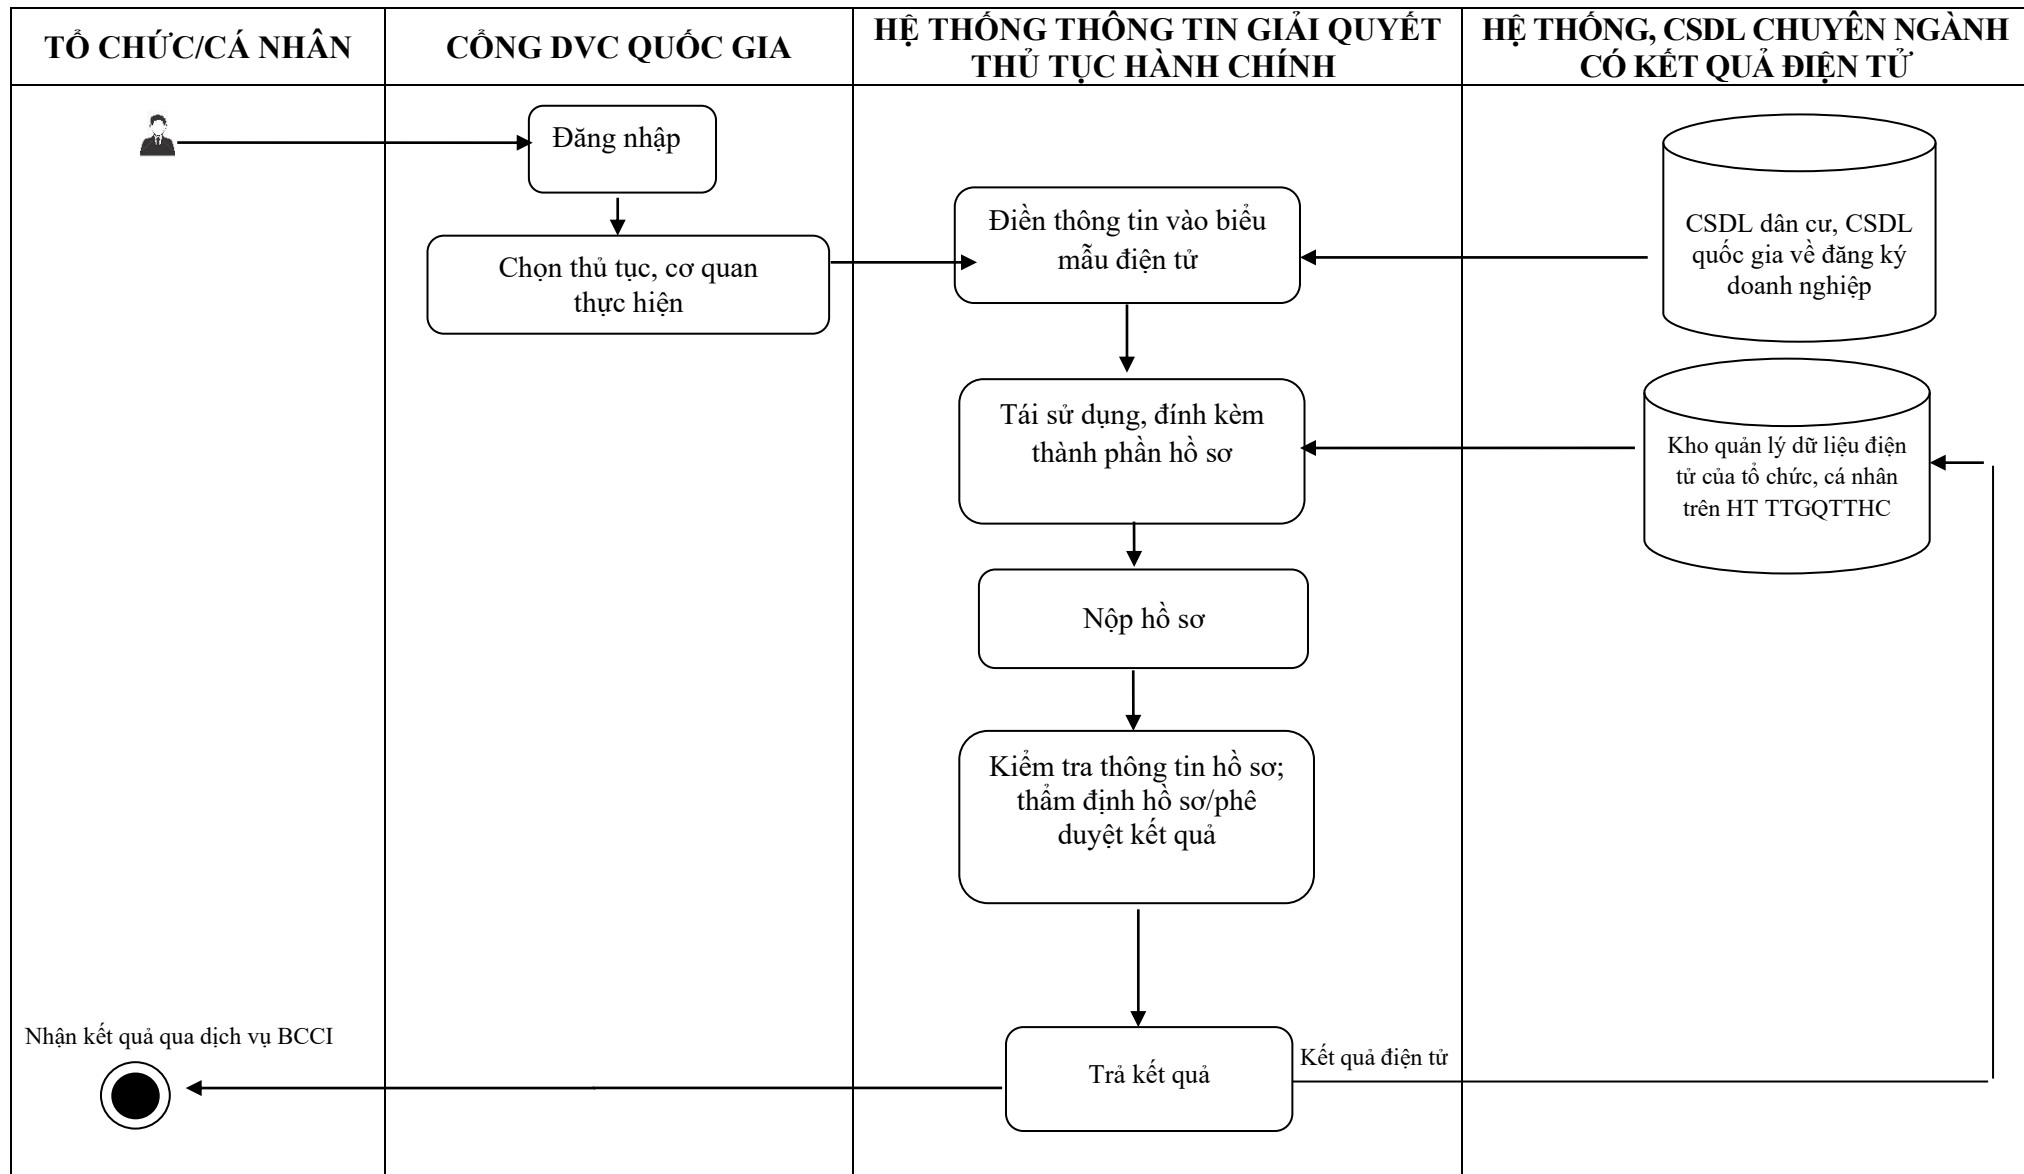 TỔ CHỨC/CÁ NHÂN
CỔNG DVC QUỐC GIA
HỆ THỐNG THÔNG TIN GIẢI QUYẾT
THỦ TỤC HÀNH CHÍNH
HỆ THỐNG, CSDL CHUYÊN NGÀNH
CÓ KẾT QUẢ ĐIỆN TỬ
Đăng nhập
Chọn thủ tục, cơ quan
thực hiện
Điền thông tin vào biểu
mẫu điện tử
CSDL dân cư, CSDL
quốc gia về đăng ký
doanh nghiệp
Tái sử dụng, đính kèm
thành phần hồ sơ
Kho quản lý dữ liệu điện
tử của tổ chức, cá nhân
trên HT TTGQTTHC
Nộp hồ sơ
Kiểm tra thông tin hồ sơ;
thẩm định hồ sơ/phê
duyệt kết quả
Nhận kết quả qua dịch vụ BCCI
Trả kết quả
Kết quả điện tử